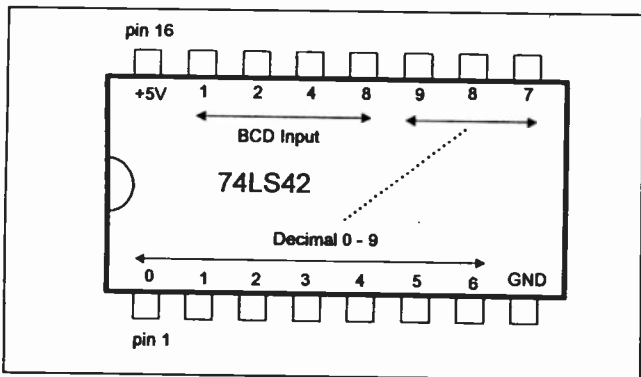 pin 16
+5V 1 2 4 8 9 8 7
BCD Input
74LS42
Decimal 0 - 9
0 1 2 3 4 5 6 GND
pin 1